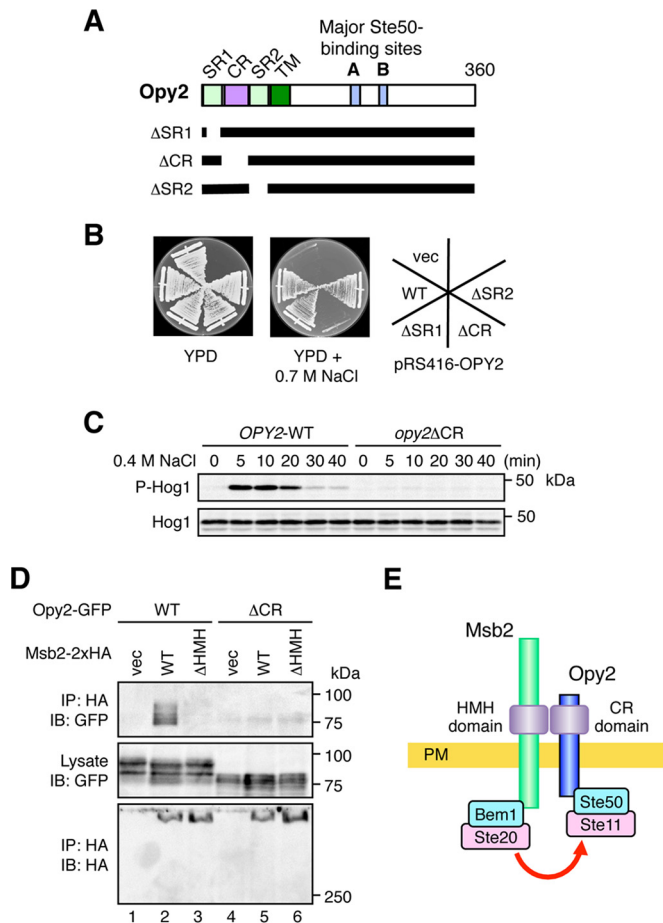 A
Major Ste50-
binding sites
SR1 CR SR2 TM A B 360
Opy2
ΔSR1
ΔCR
ΔSR2
B
vec
WT ΔSR2
ΔSR1 ΔCR
YPD YPD + pRS416-OPY2
0.7 M NaCl
C
OPY2-WT opy2ΔCR
0.4 M NaCl 0 5 10 20 30 40 0 5 10 20 30 40 (min)
P-Hog1 50 kDa
Hog1 50
D
Opy2-GFP WT ΔCR
Msb2-2xHA vec WT ΔHMH vec WT ΔHMH kDa
IP: HA 100
IB: GFP 75
Lysate 100
IB: GFP 75
IP: HA
IB: HA
250
1 2 3 4 5 6
E
Msb2
Opy2
HMH CR
domain domain
PM
Bem1 Ste50
Ste20 Ste11